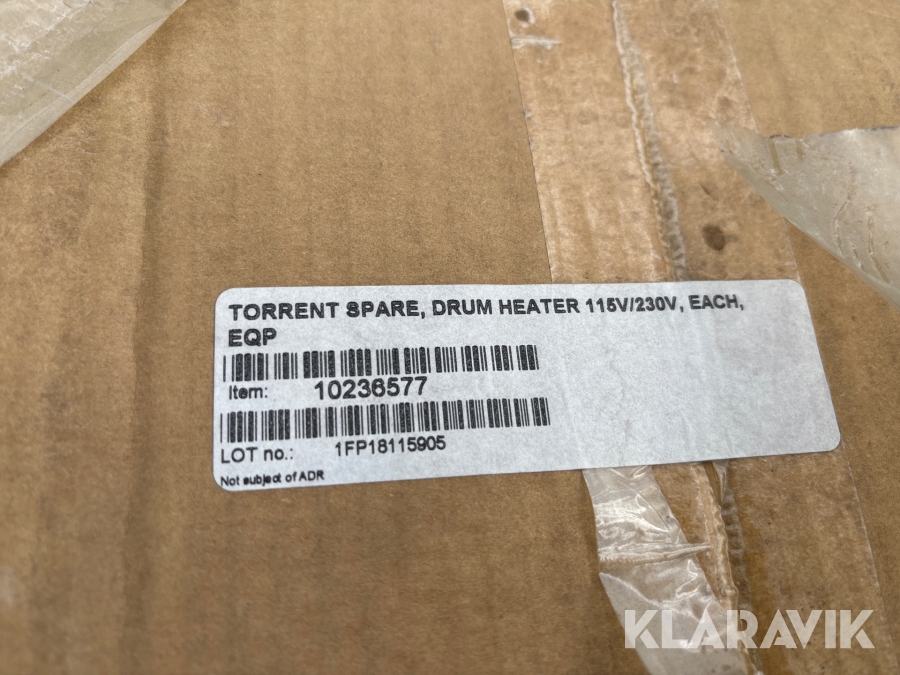 TORRENT SPARE, DRUM HEATER 115V/230V, EACH,
EQP
Item: 10236577
LOT no.: 1FP18115905
Not subject of ADR
KLARAVIK